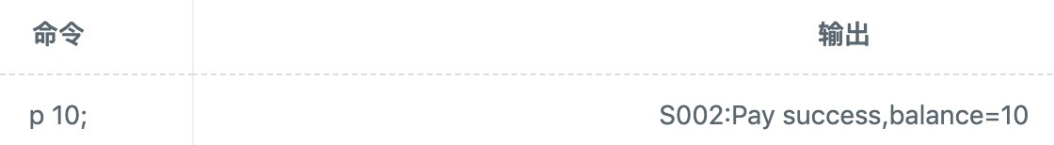 命令 输出
p 10; S002:Pay success,balance=10